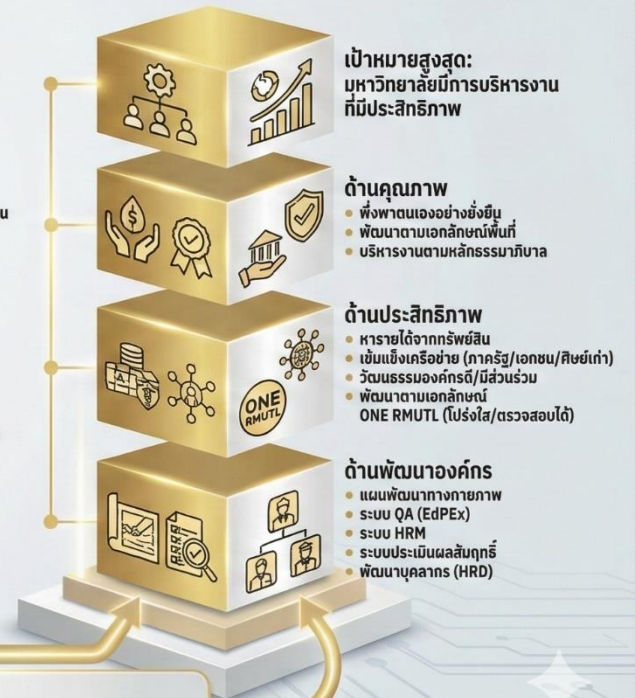 เป้าหมายสูงสุด:
มหาวิทยาลัยมีการบริหารงาน
ที่มีประสิทธิภาพ
น
ด้านคุณภาพ
• พึ่งพาตนเองอย่างยั่งยืน
• พัฒนาตามเอกลักษณ์พื้นที่
• บริหารงานตามหลักธรรมาภิบาล
ด้านประสิทธิภาพ
• หารายได้จากทรัพย์สิน
• เข้มแข็งเครือข่าย (ภาครัฐ/เอกชน/ศิษย์เก่า)
• วัฒนธรรมองค์กรดี/มีส่วนร่วม
• พัฒนาตามเอกลักษณ์
ONE RMUTL (โปร่งใส/ตรวจสอบได้)
A
ONE
RMUTL
ด้านพัฒนาองค์กร
• แผนพัฒนาทางกายภาพ
• ระบบ QA (EdPEx)
• ระบบ HRM
• ระบบประเมินผลสัมฤทธิ์
• พัฒนาบุคลากร (HRD)